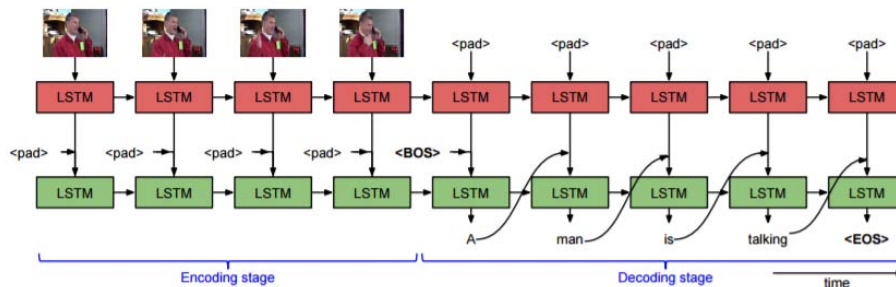 <pad> <pad> <pad> <pad> <pad>
LSTM LSTM LSTM LSTM LSTM LSTM LSTM LSTM LSTM
<pad> <pad> <pad> <pad> <BOS>
LSTM LSTM LSTM LSTM LSTM LSTM LSTM LSTM LSTM
A man is talking <EOS>
Encoding stage Decoding stage
time